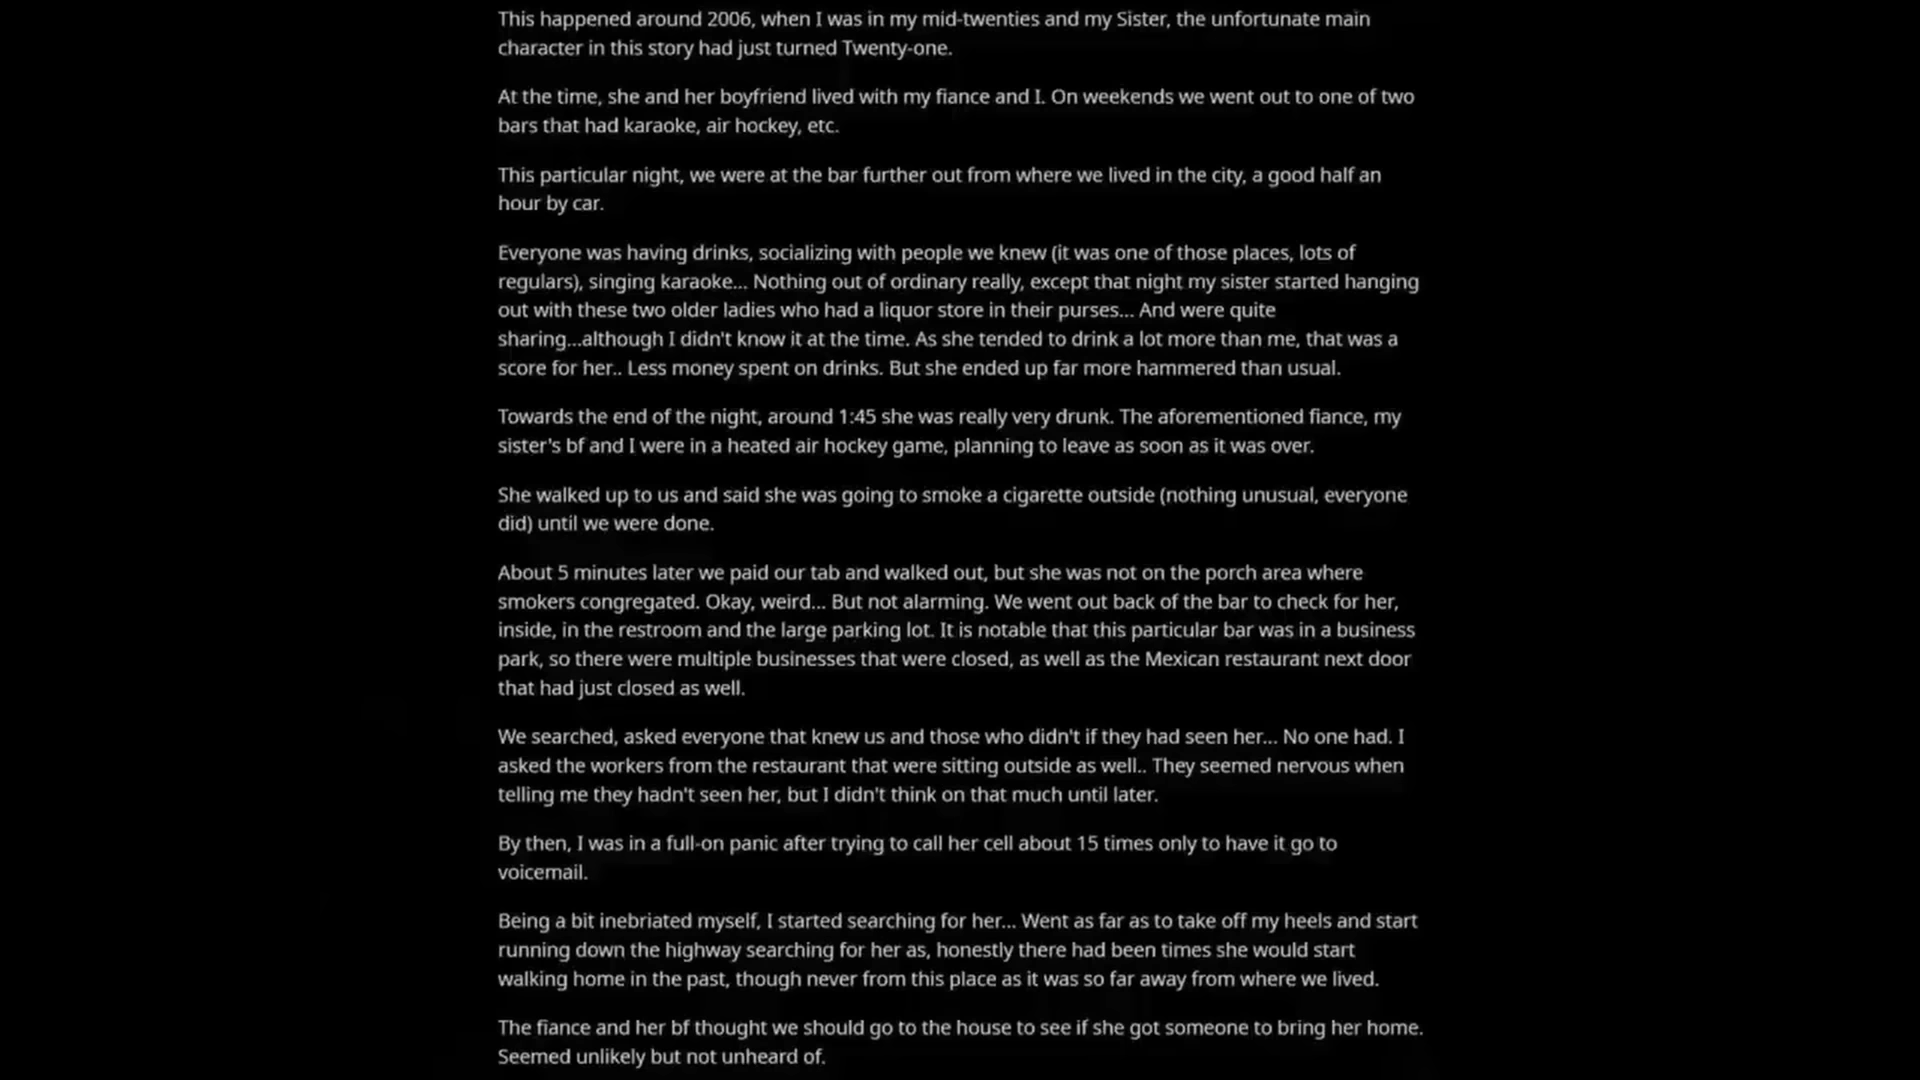 This happened around 2006, when I was in my mid-twenties and my Sister, the unfortunate main
character in this story had just turned Twenty-one.
At the time, she and her boyfriend lived with my fiance and I. On weekends we went out to one of two
bars that had karaoke, air hockey, etc.
This particular night, we were at the bar further out from where we lived in the city, a good half an
hour by car.
Everyone was having drinks, socializing with people we knew (it was one of those places, lots of
regulars), singing karaoke... Nothing out of ordinary really, except that night my sister started hanging
out with these two older ladies who had a liquor store in their purses... And were quite
sharing...although I didn't know it at the time. As she tended to drink a lot more than me, that was a
score for her.. Less money spent on drinks. But she ended up far more hammered than usual.
Towards the end of the night, around 1:45 she was really very drunk. The aforementioned fiance, my
sister's bf and I were in a heated air hockey game, planning to leave as soon as it was over.
She walked up to us and said she was going to smoke a cigarette outside (nothing unusual, everyone
did) until we were done.
About 5 minutes later we paid our tab and walked out, but she was not on the porch area where
smokers congregated. Okay, weird... But not alarming. We went out back of the bar to check for her,
inside, in the restroom and the large parking lot. It is notable that this particular bar was in a business
park, so there were multiple businesses that were closed, as well as the Mexican restaurant next door
that had just closed as well.
We searched, asked everyone that knew us and those who didn't if they had seen her... No one had. I
asked the workers from the restaurant that were sitting outside as well.. They seemed nervous when
telling me they hadn't seen her, but I didn't think on that much until later.
By then, I was in a full-on panic after trying to call her cell about 15 times only to have it go to
voicemail.
Being a bit inebriated myself, I started searching for her... Went as far as to take off my heels and start
running down the highway searching for her as, honestly there had been times she would start
walking home in the past, though never from this place as it was so far away from where we lived.
The fiance and her bf thought we should go to the house to see if she got someone to bring her home.
Seemed unlikely but not unheard of.